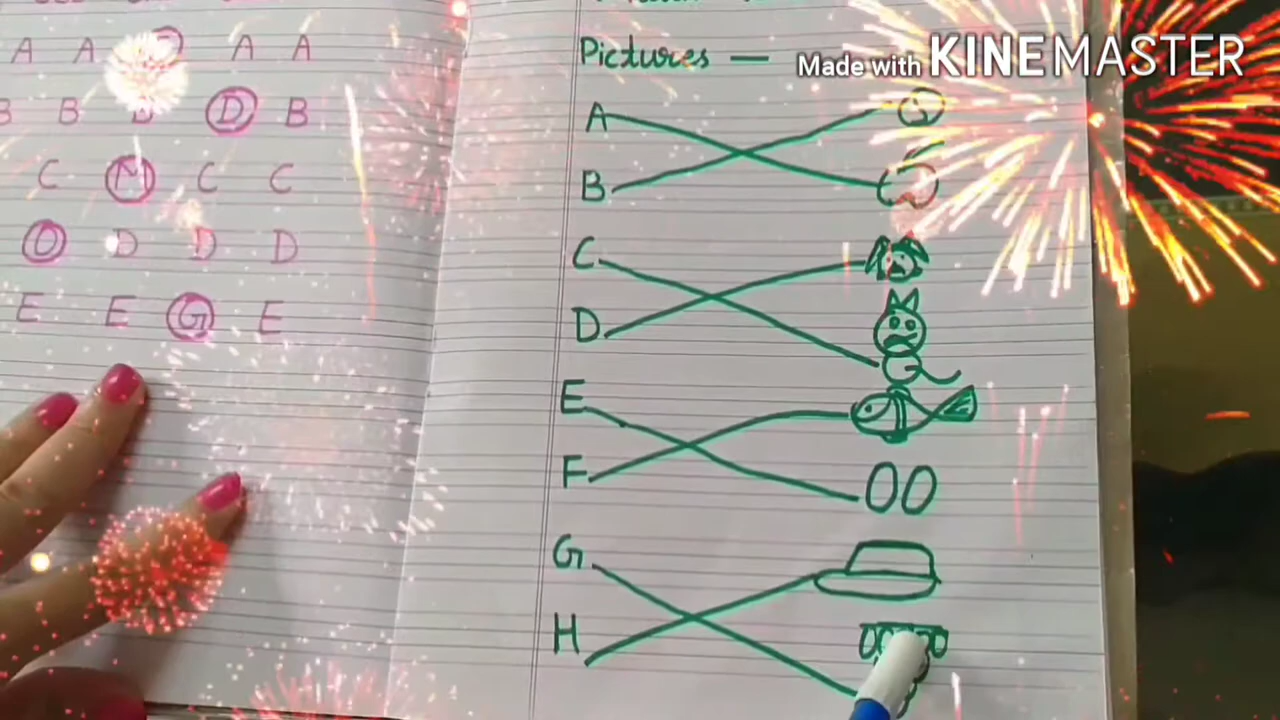 A A A A
B B B D B
C M C C
O D D D
E E G E
Pictures —
Made with KINEMASTER
A
B
C
D
E
F
G
H